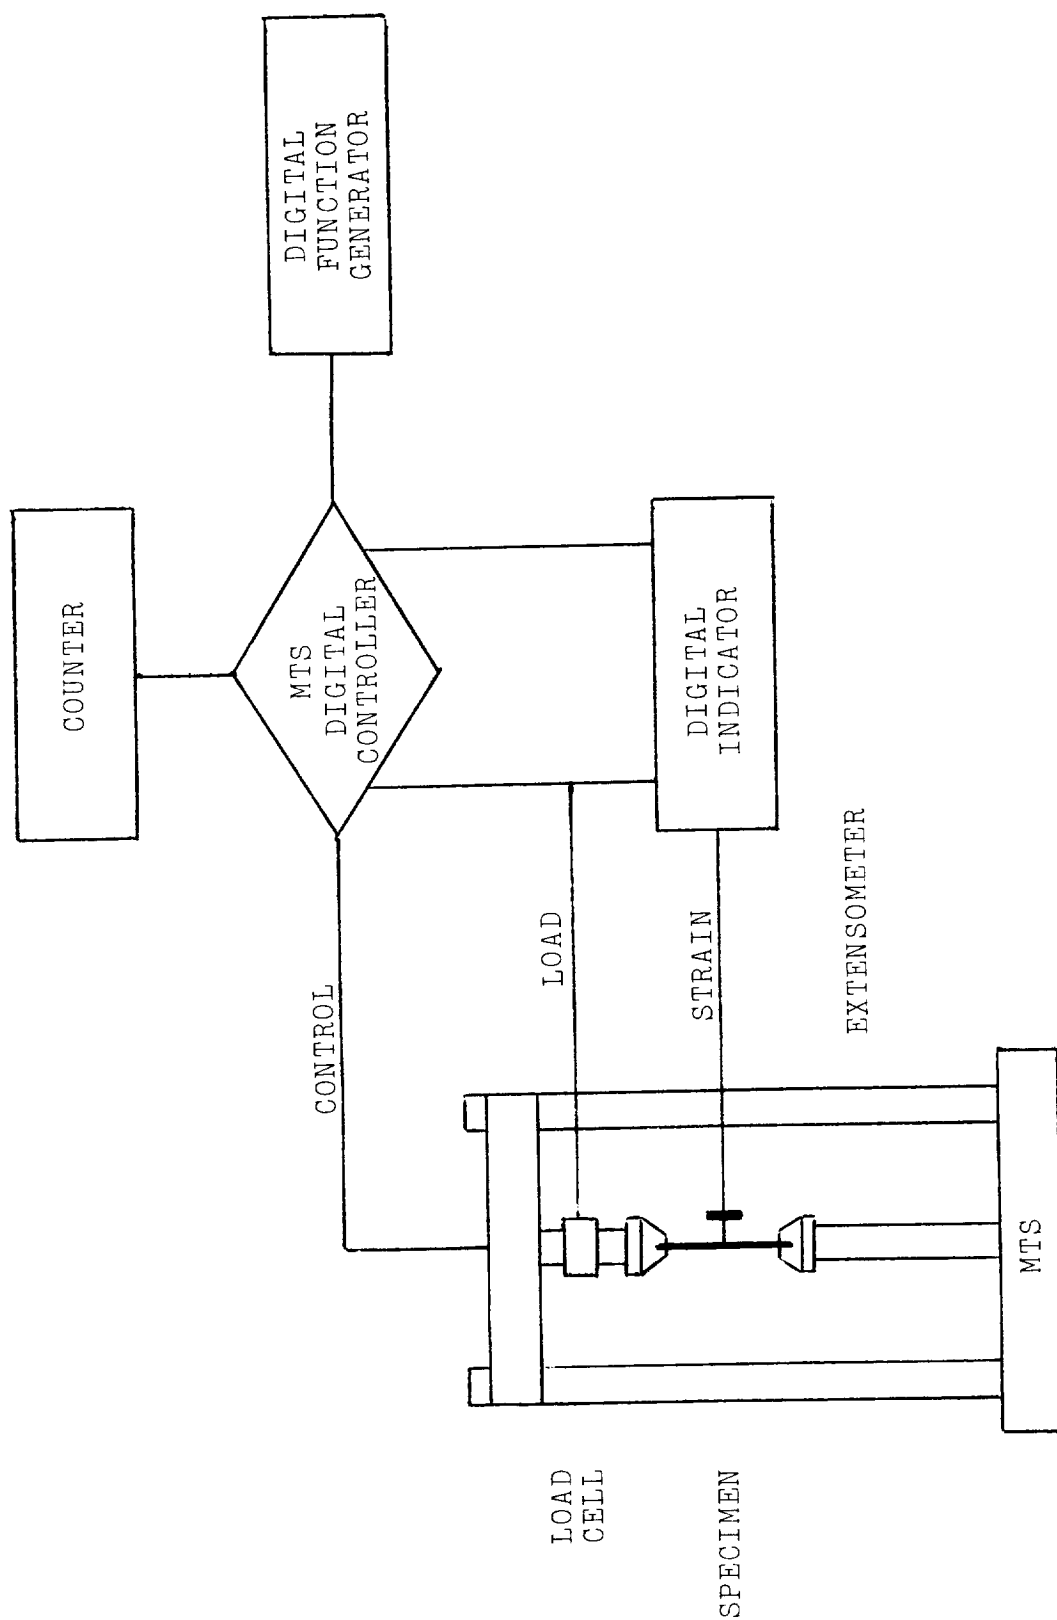 COUNTER
MTS
DIGITAL
CONTROLLER
DIGITAL
FUNCTION
GENERATOR
CONTROL
LOAD
STRAIN
DIGITAL
INDICATOR
EXTENSOMETER
LOAD
CELL
SPECIMEN
MTS